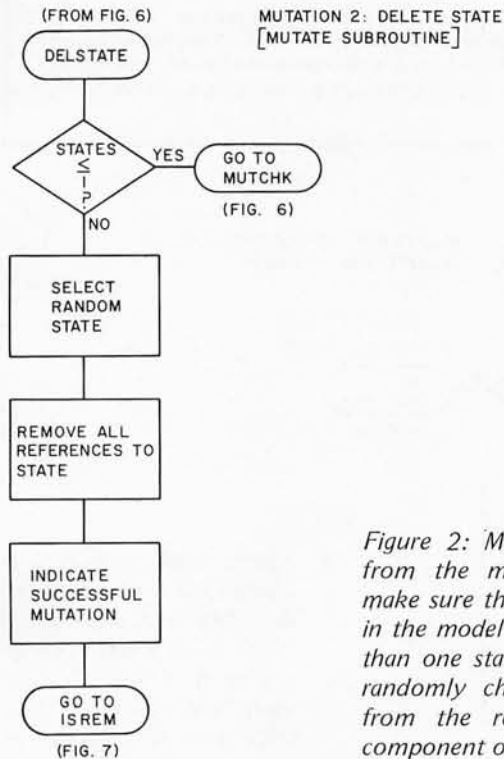 (FROM FIG. 6)
MUTATION 2: DELETE STATE
[MUTATE SUBROUTINE]
DELSTATE
STATES
≤
1
?
YES
GO TO
MUTCHK
(FIG. 6)
NO
SELECT
RANDOM
STATE
REMOVE ALL
REFERENCES TO
STATE
INDICATE
SUCCESSFUL
MUTATION
GO TO
ISREM
(FIG. 7)
Figure 2: M
from the m
make sure th
in the model
than one sta
randomly ch
from the re
component o